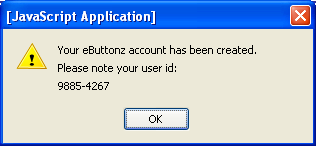 [JavaScript Application]
Your eButtonz account has been created.
Please note your user id:
9885-4267
OK